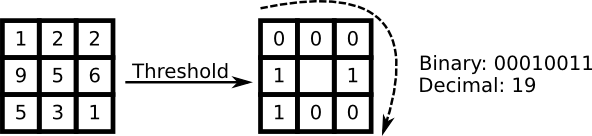 1 2 2
9 5 6
5 3 1
Threshold
0 0 0
1 1
1 0 0
Binary: 00010011
Decimal: 19